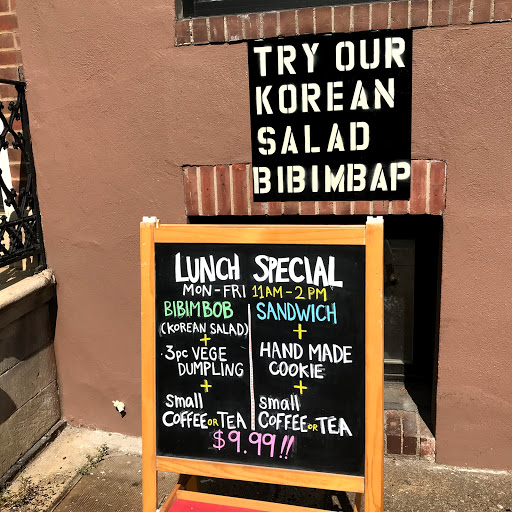 TRY OUR
KOREAN
SALAD
BIBIMBAP
LUNCH SPECIAL
MON-FRI 11AM-2PM
BIBIMBOB
(KOREAN SALAD)
+
3pc VEGE
DUMPLING
+
small
COFFEE OR TEA
SANDWICH
+
HAND MADE
COOKIE
+
small
COFFEE OR TEA
$9.99!!